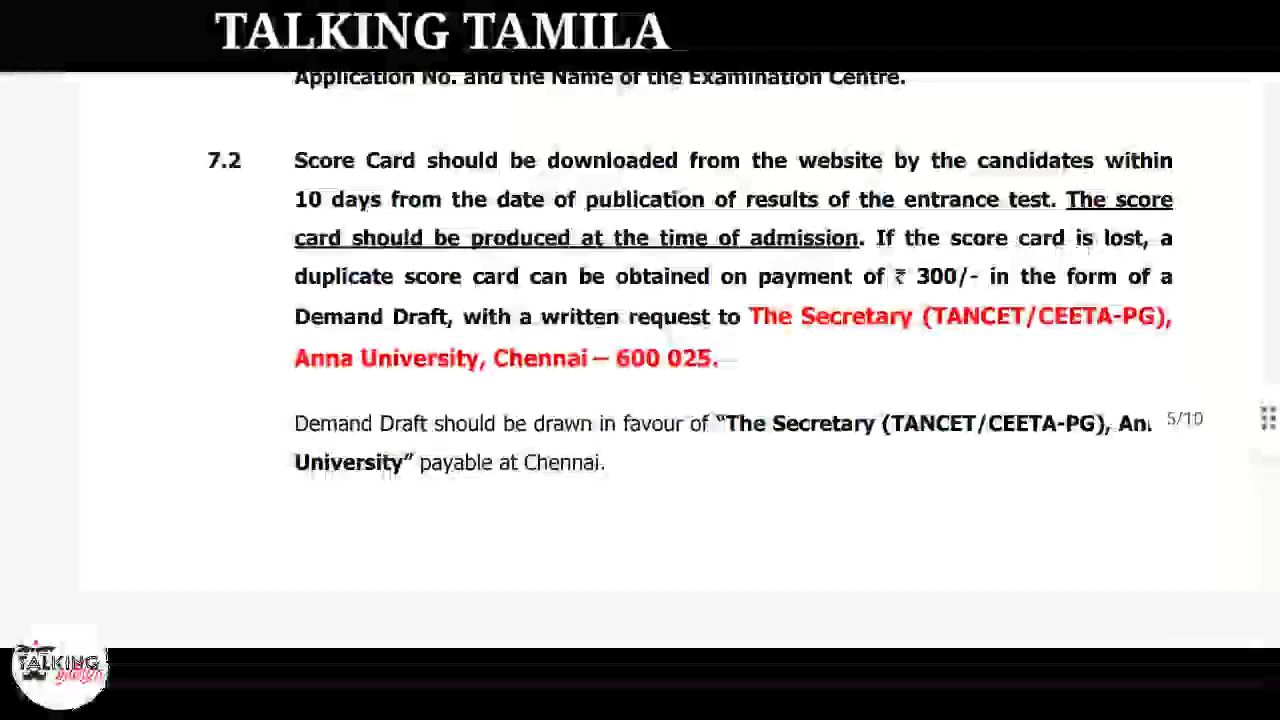 TALKING TAMILA
Application No. and the Name of the Examination Centre.
7.2 Score Card should be downloaded from the website by the candidates within
10 days from the date of publication of results of the entrance test. The score
card should be produced at the time of admission. If the score card is lost, a
duplicate score card can be obtained on payment of ₹ 300/- in the form of a
Demand Draft, with a written request to The Secretary (TANCET/CEETA-PG),
Anna University, Chennai – 600 025.
Demand Draft should be drawn in favour of “The Secretary (TANCET/CEETA-PG),
5/10
University” payable at Chennai.
TALKING